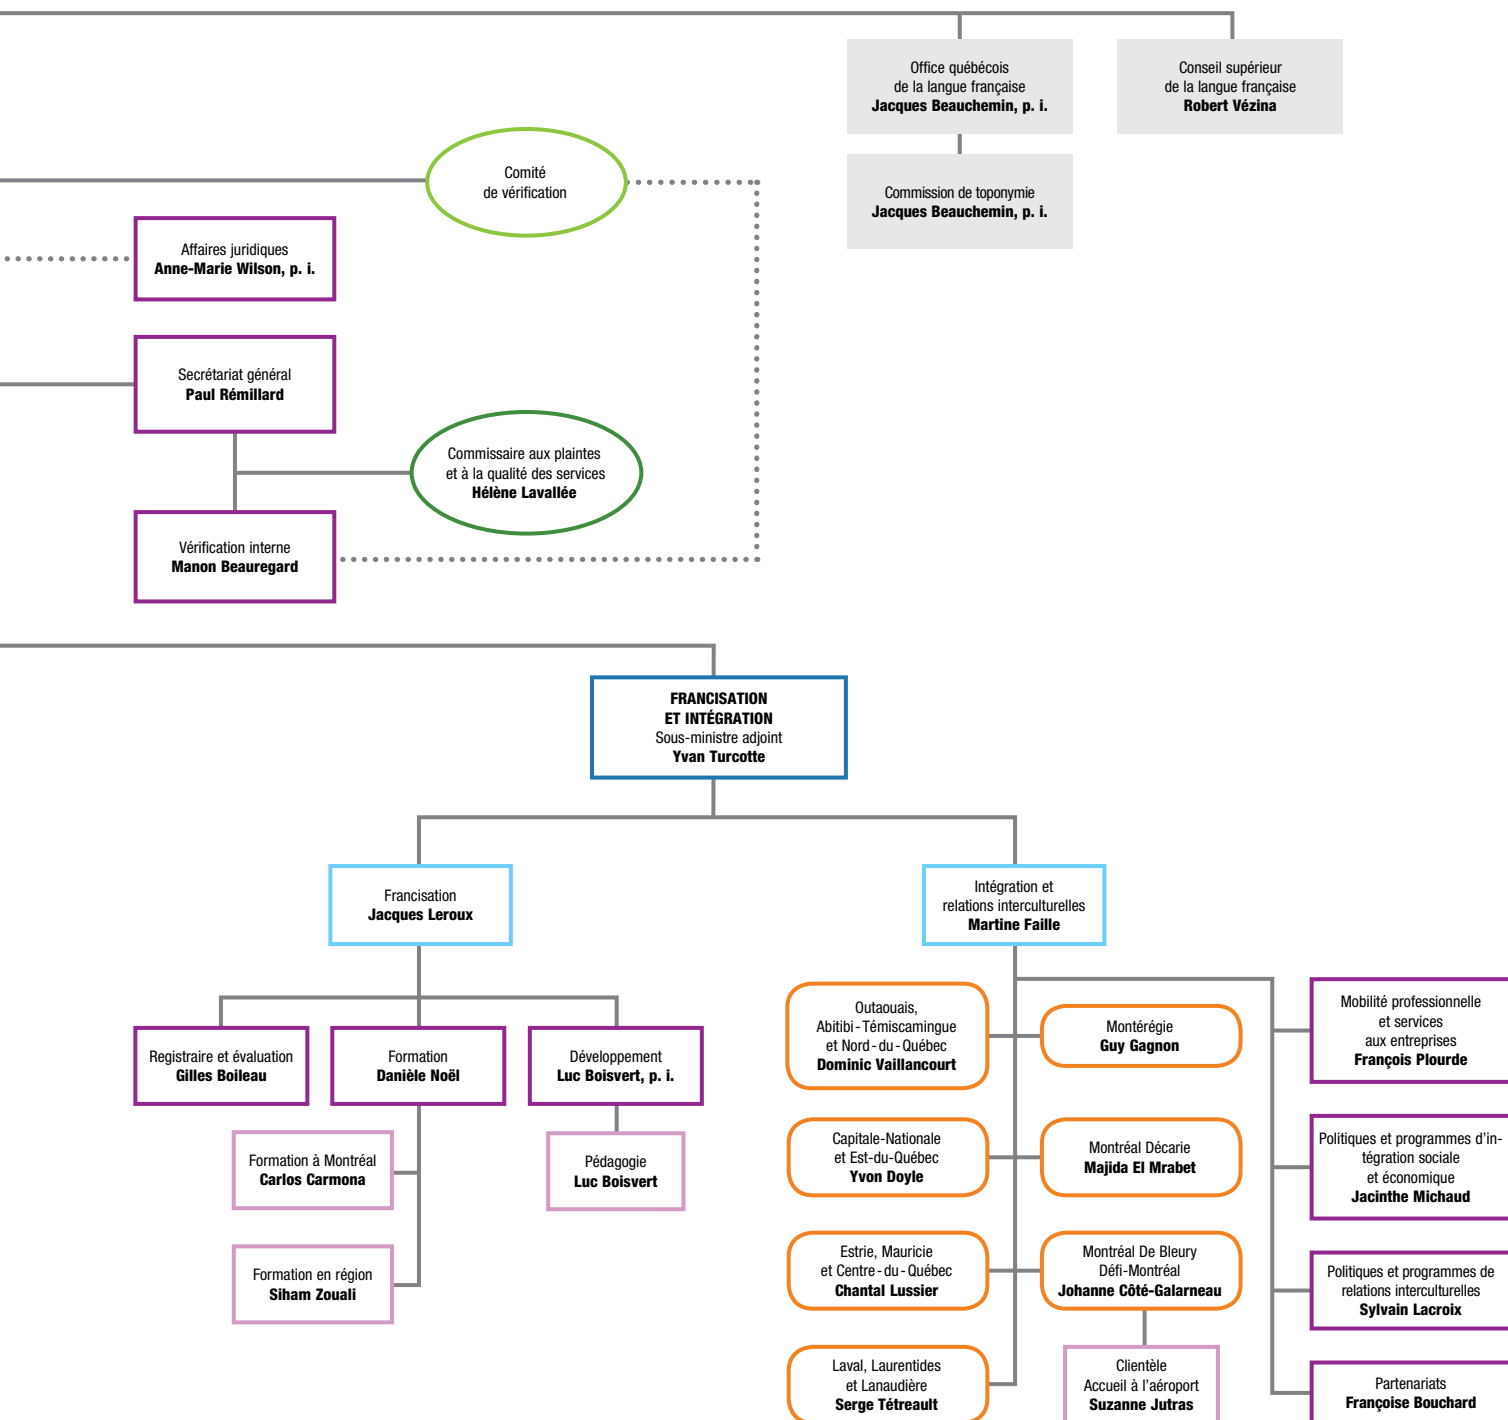 Office québécois
de la langue française
Jacques Beauchemin, p. i.
Conseil supérieur
de la langue française
Robert Vézina
Comité
de vérification
Commission de toponymie
Jacques Beauchemin, p. i.
Affaires juridiques
Anne-Marie Wilson, p. i.
Secrétariat général
Paul Rémillard
Commissaire aux plaintes
et à la qualité des services
Hélène Lavallée
Vérification interne
Manon Beauregard
FRANCISATION
ET INTÉGRATION
Sous-ministre adjoint
Yvan Turcotte
Francisation
Jacques Leroux
Intégration et
relations interculturelles
Martine Faille
Registraire et évaluation
Gilles Boileau
Formation
Danièle Noël
Développement
Luc Boisvert, p. i.
Formation à Montréal
Carlos Carmona
Pédagogie
Luc Boisvert
Formation en région
Siham Zouali
Outaouais,
Abitibi-Témiscamingue
et Nord-du-Québec
Dominic Vaillancourt
Montérégie
Guy Gagnon
Mobilité professionnelle
et services
aux entreprises
François Plourde
Capitale-Nationale
et Est-du-Québec
Yvon Doyle
Montréal Décarie
Majida El Mrabet
Politiques et programmes d'in-
tégration sociale
et économique
Jacinthe Michaud
Estrie, Mauricie
et Centre-du-Québec
Chantal Lussier
Montréal De Bleury
Défi-Montréal
Johanne Côté-Galarneau
Politiques et programmes de
relations interculturelles
Sylvain Lacroix
Laval, Laurentides
et Lanaudière
Serge Tétreault
Clientèle
Accueil à l'aéroport
Suzanne Jutras
Partenariats
Françoise Bouchard